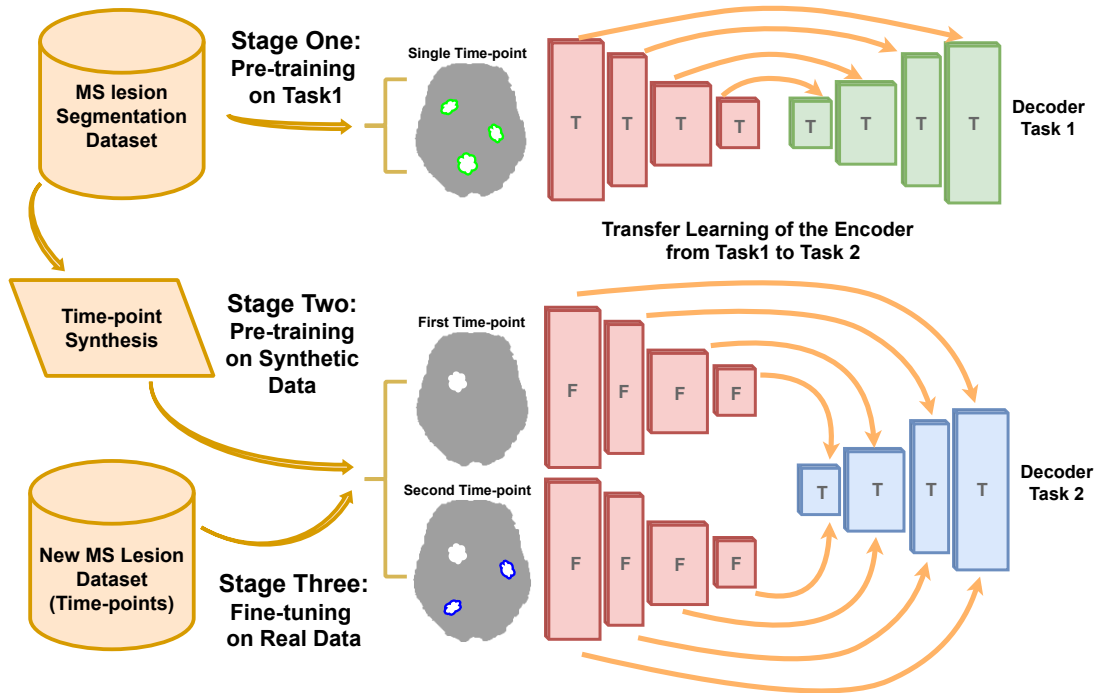 MS lesion
Segmentation
Dataset
Stage One:
Pre-training
on Task1
Single Time-point
T
T
T
T
T
T
T
T
Decoder
Task 1
Transfer Learning of the Encoder
from Task1 to Task 2
Time-point
Synthesis
Stage Two:
Pre-training
on Synthetic
Data
First Time-point
F
F
F
F
Second Time-point
F
F
F
F
T
T
T
T
Decoder
Task 2
New MS Lesion
Dataset
(Time-points)
Stage Three:
Fine-tuning
on Real Data